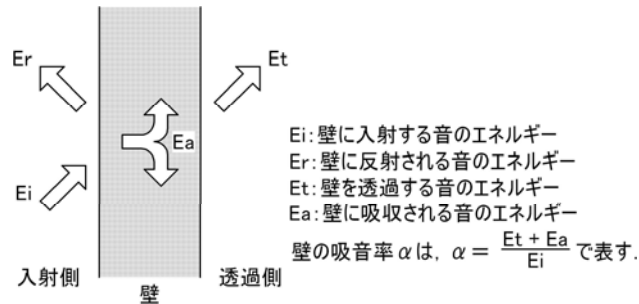 Er
Et
Ea
Ei
入射側
壁
透過側
Ei:壁に入射する音のエネルギー
Er:壁に反射される音のエネルギー
Et:壁を透過する音のエネルギー
Ea:壁に吸収される音のエネルギー
壁の吸音率αは, α= Et + Ea / Ei で表す.